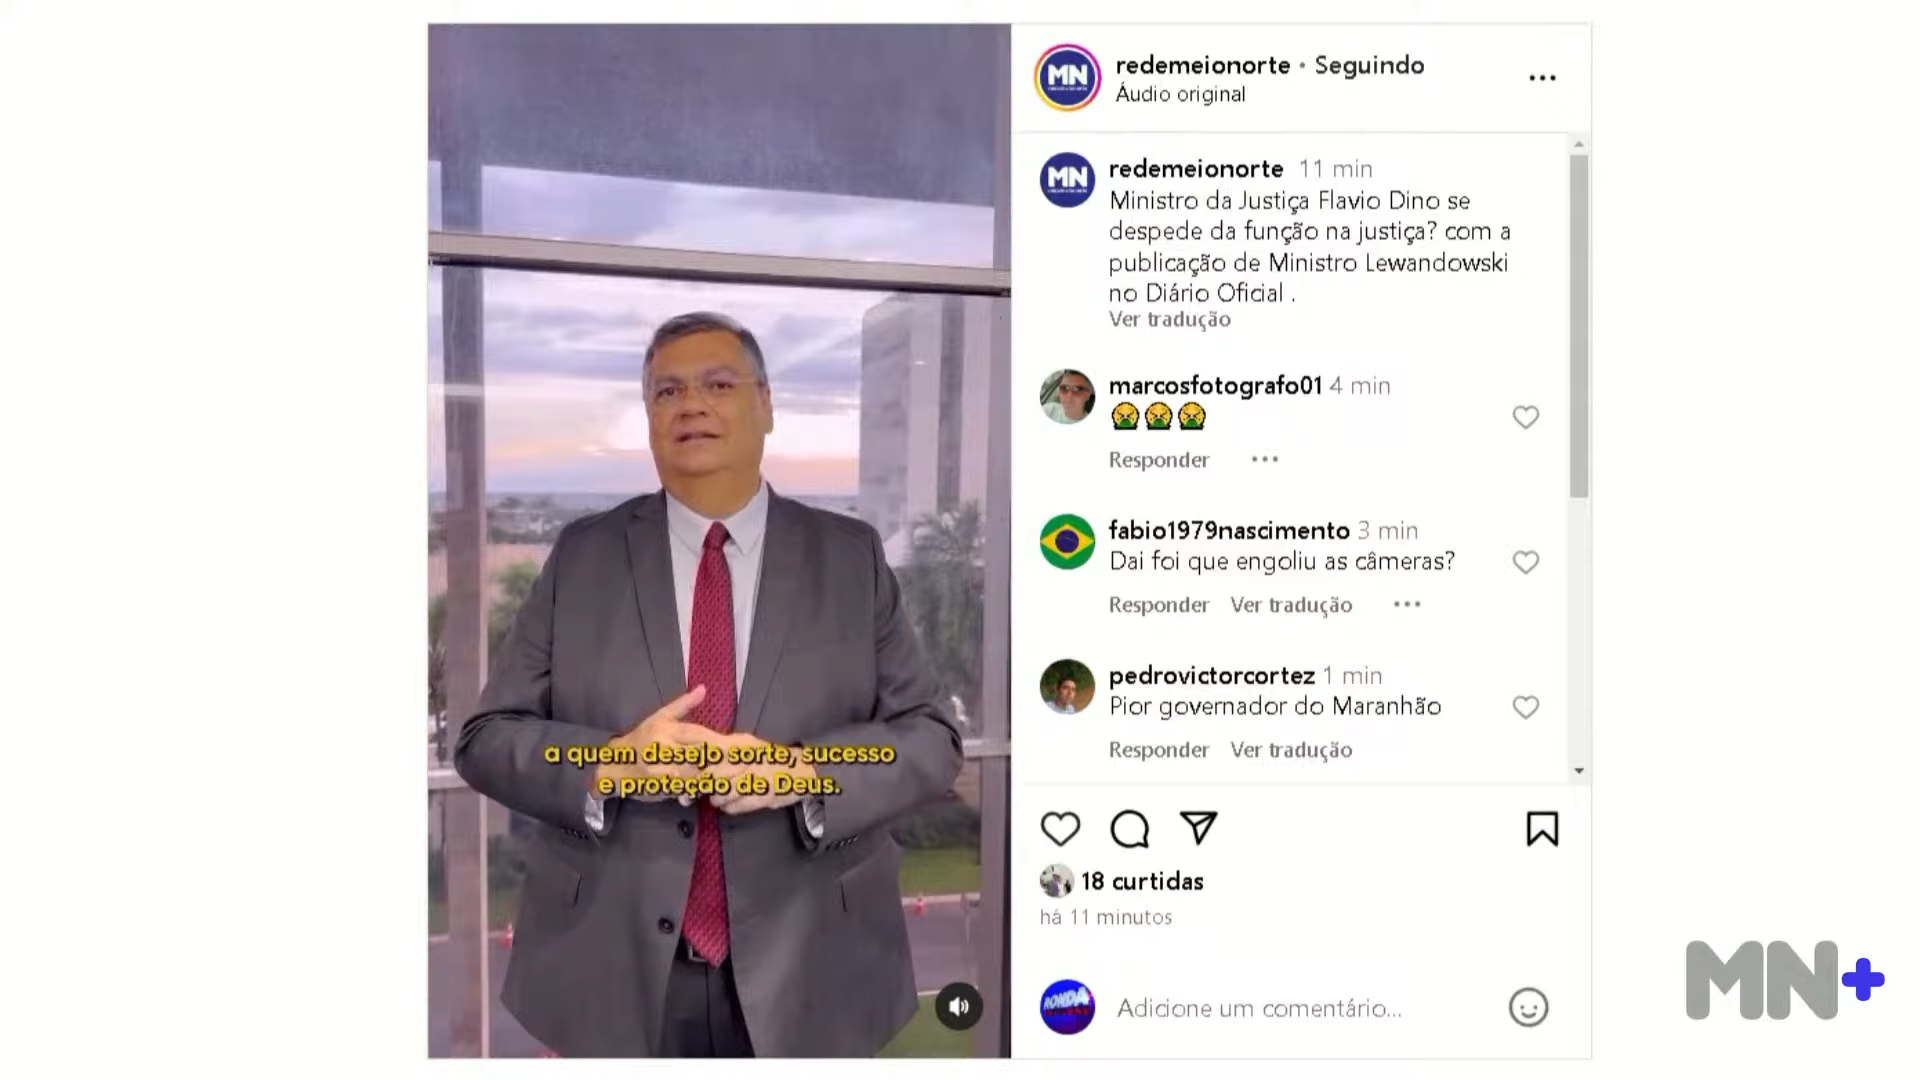 a quem desejo sorte, sucesso
e proteção de Deus.
MN
redemeionorte • Seguindo
Áudio original
MN
redemeionorte 11 min
Ministro da Justiça Flavio Dino se
despede da função na justiça? com a
publicação de Ministro Lewandowski
no Diário Oficial .
Ver tradução
marcosfotografo01 4 min
🤮🤮🤮
Responder
fabio1979nascimento 3 min
Dai foi que engoliu as câmeras?
Responder Ver tradução
pedrovictorcortez 1 min
Pior governador do Maranhão
Responder Ver tradução
18 curtidas
há 11 minutos
RONDA
Adicione um comentário...
MN+